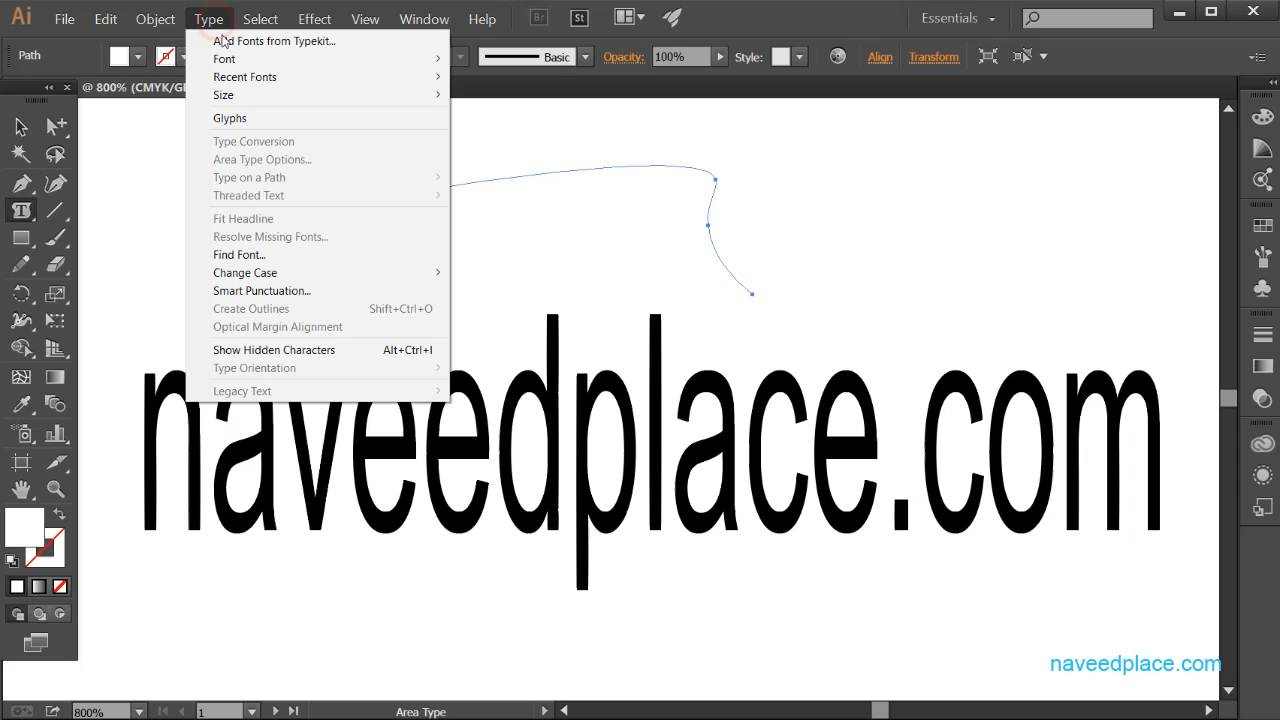 Ai File Edit Object Type Select Effect View Window Help Br St Essentials
Path Basic Opacity: 100% Style: Align Transform
@ 800% (CMYK/G
Add Fonts from Typekit...
Font
Recent Fonts
Size
Glyphs
Type Conversion
Area Type Options...
Type on a Path
Threaded Text
Fit Headline
Resolve Missing Fonts...
Find Font...
Change Case
Smart Punctuation...
Create Outlines Shift+Ctrl+O
Optical Margin Alignment
Show Hidden Characters Alt+Ctrl+I
Type Orientation
Legacy Text
naveedplace.com
naveedplace.com
800% 1 Area Type